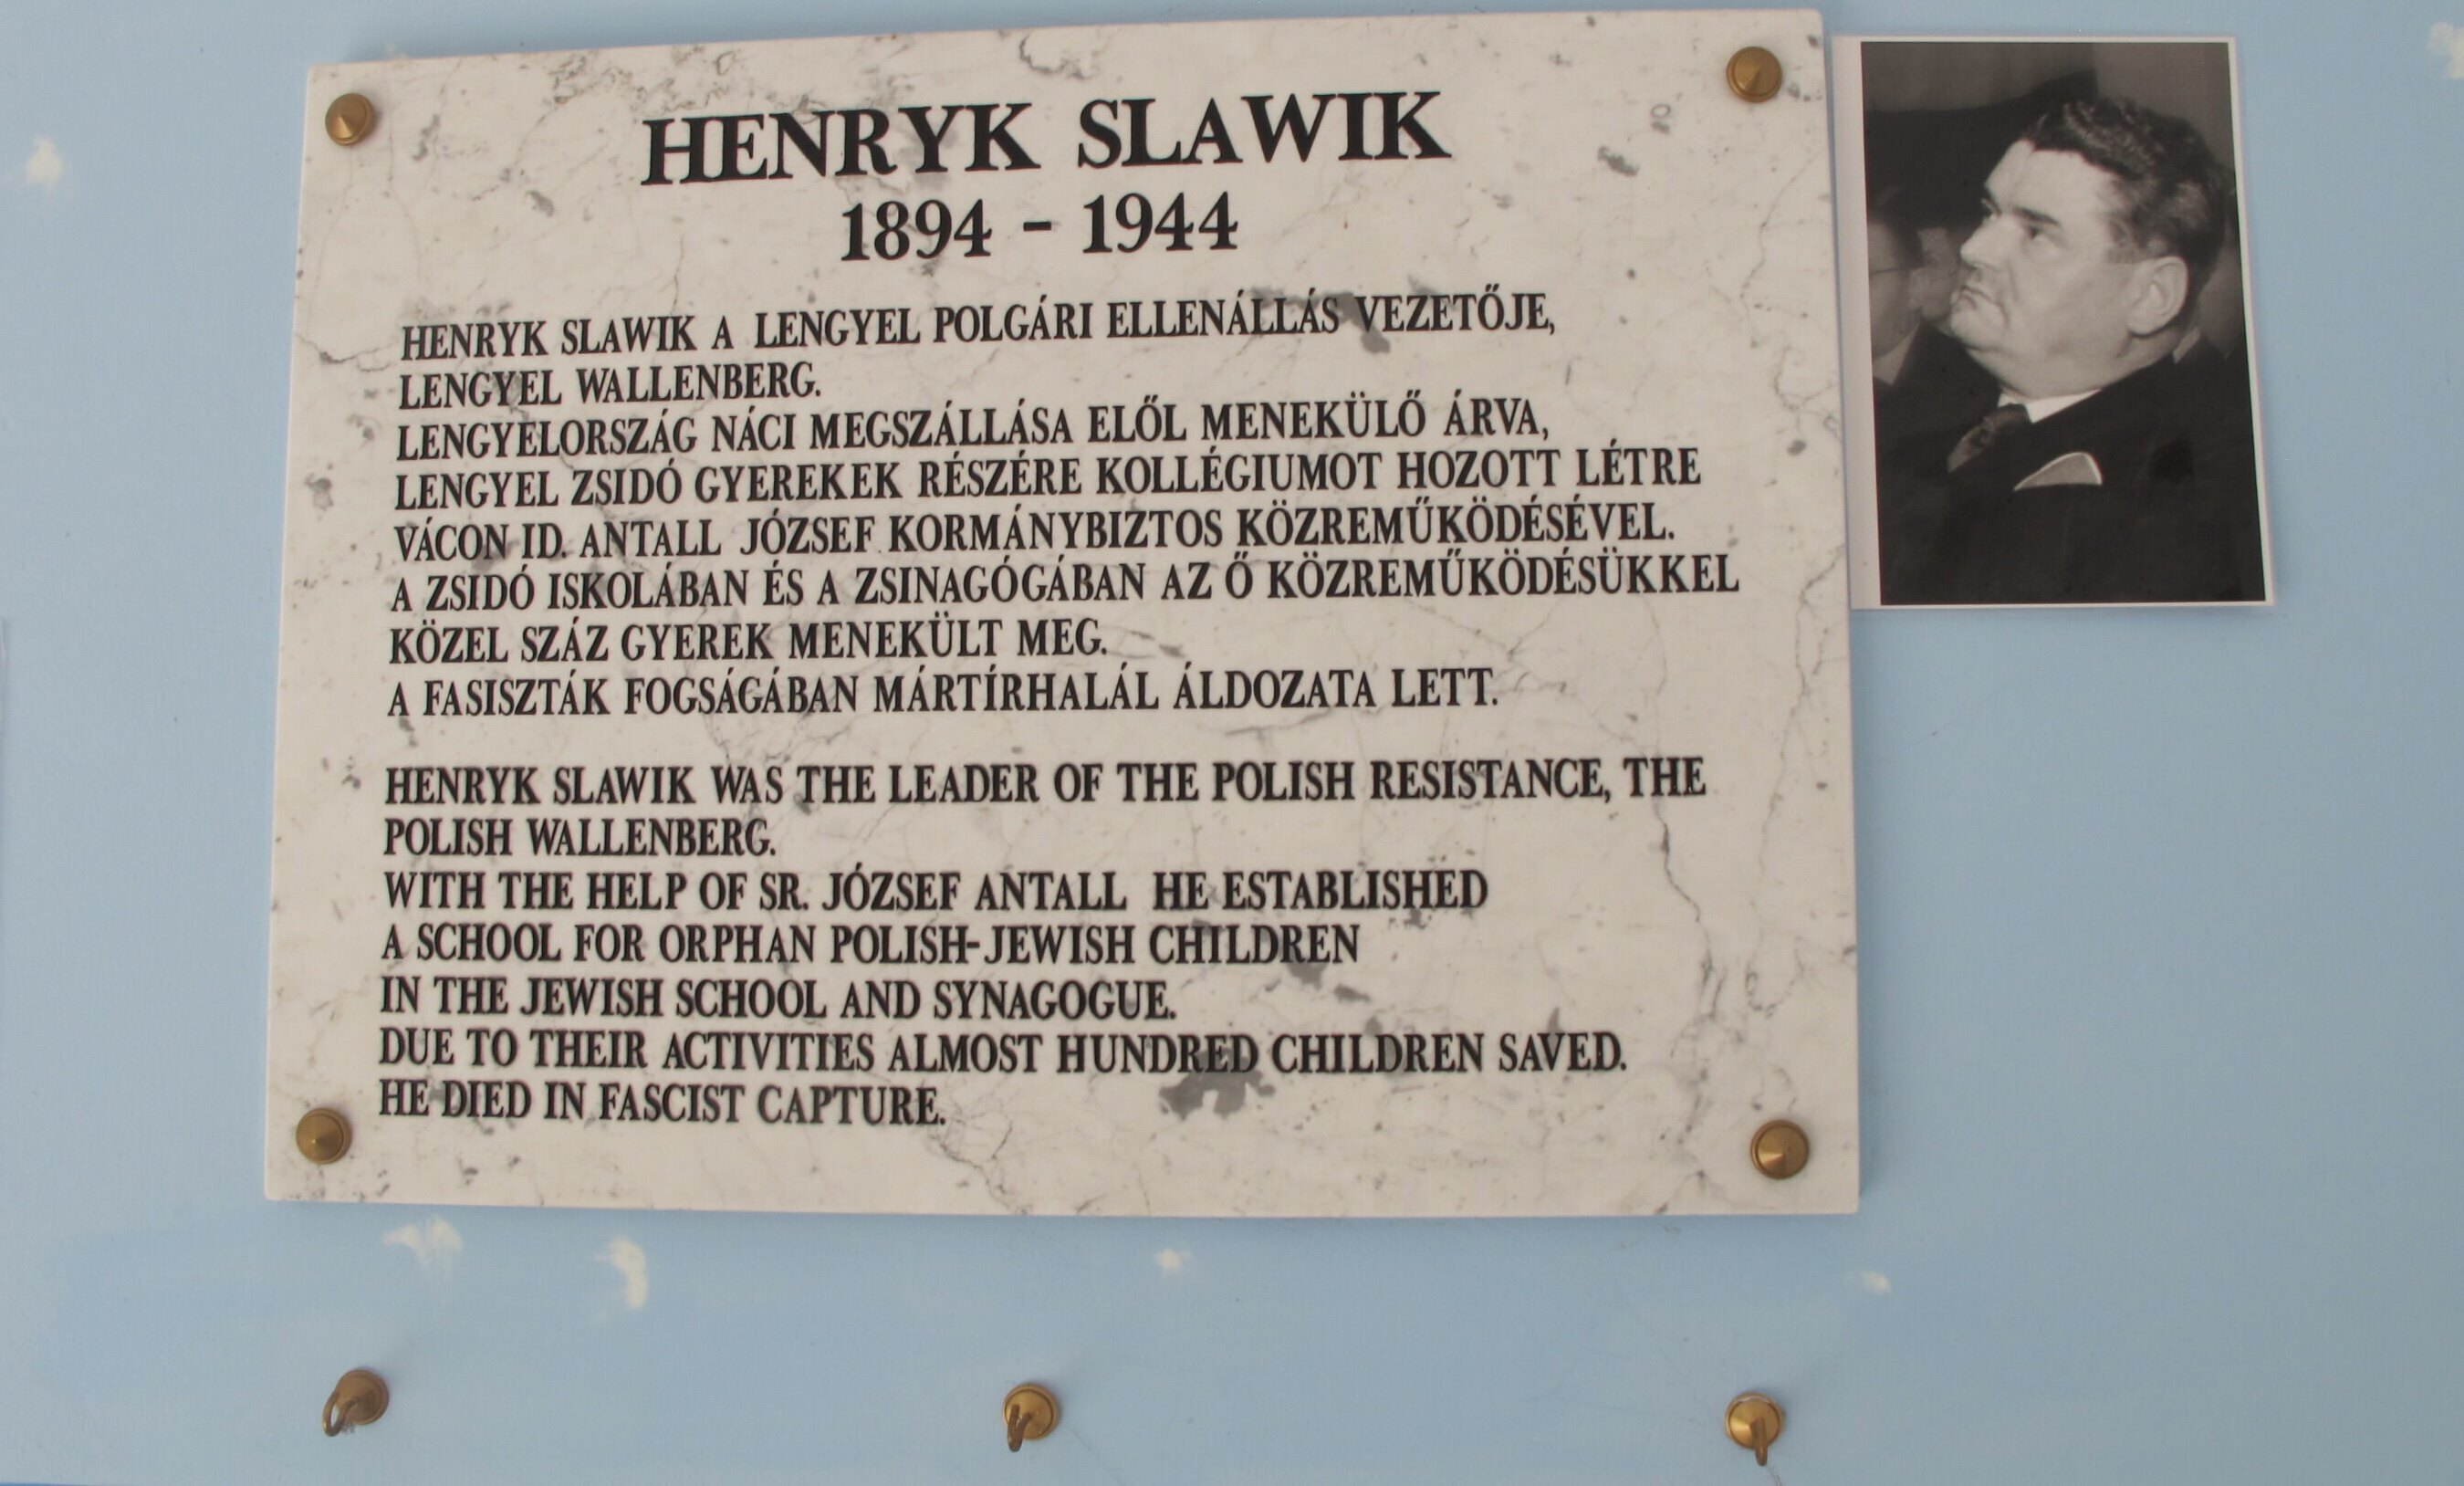 HENRYK SLAWIK
1894 - 1944
HENRYK SLAWIK A LENGYEL POLGÁRI ELLENÁLLÁS VEZETŐJE,
LENGYEL WALLENBERG.
LENGYELORSZÁG NÁCI MEGSZÁLLÁSA ELŐL MENEKÜLŐ ÁRVA,
LENGYEL ZSIDÓ GYEREKEK RÉSZÉRE KOLLÉGIUMOT HOZOTT LÉTRE
VÁCON ID. ANTALL JÓZSEF KORMÁNYBIZTOS KÖZREMŰKÖDÉSÉVEL.
A ZSIDÓ ISKOLÁBAN ÉS A ZSINAGÓGÁBAN AZ Ő KÖZREMŰKÖDÉSÜKKEL
KÖZEL SZÁZ GYEREK MENEKÜLT MEG.
A FASISZTÁK FOGSÁGÁBAN MÁRTÍRHALÁL ÁLDOZATA LETT.
HENRYK SLAWIK WAS THE LEADER OF THE POLISH RESISTANCE, THE
POLISH WALLENBERG.
WITH THE HELP OF SR. JÓZSEF ANTALL HE ESTABLISHED
A SCHOOL FOR ORPHAN POLISH-JEWISH CHILDREN
IN THE JEWISH SCHOOL AND SYNAGOGUE.
DUE TO THEIR ACTIVITIES ALMOST HUNDRED CHILDREN SAVED.
HE DIED IN FASCIST CAPTURE.